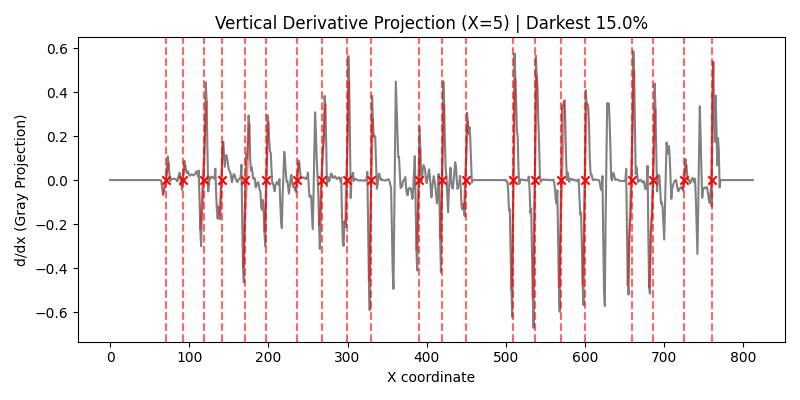 Vertical Derivative Projection (X=5) | Darkest 15.0%
d/dx (Gray Projection)
0.6
0.4
0.2
0.0
−0.2
−0.4
−0.6
0 100 200 300 400 500 600 700 800
X coordinate